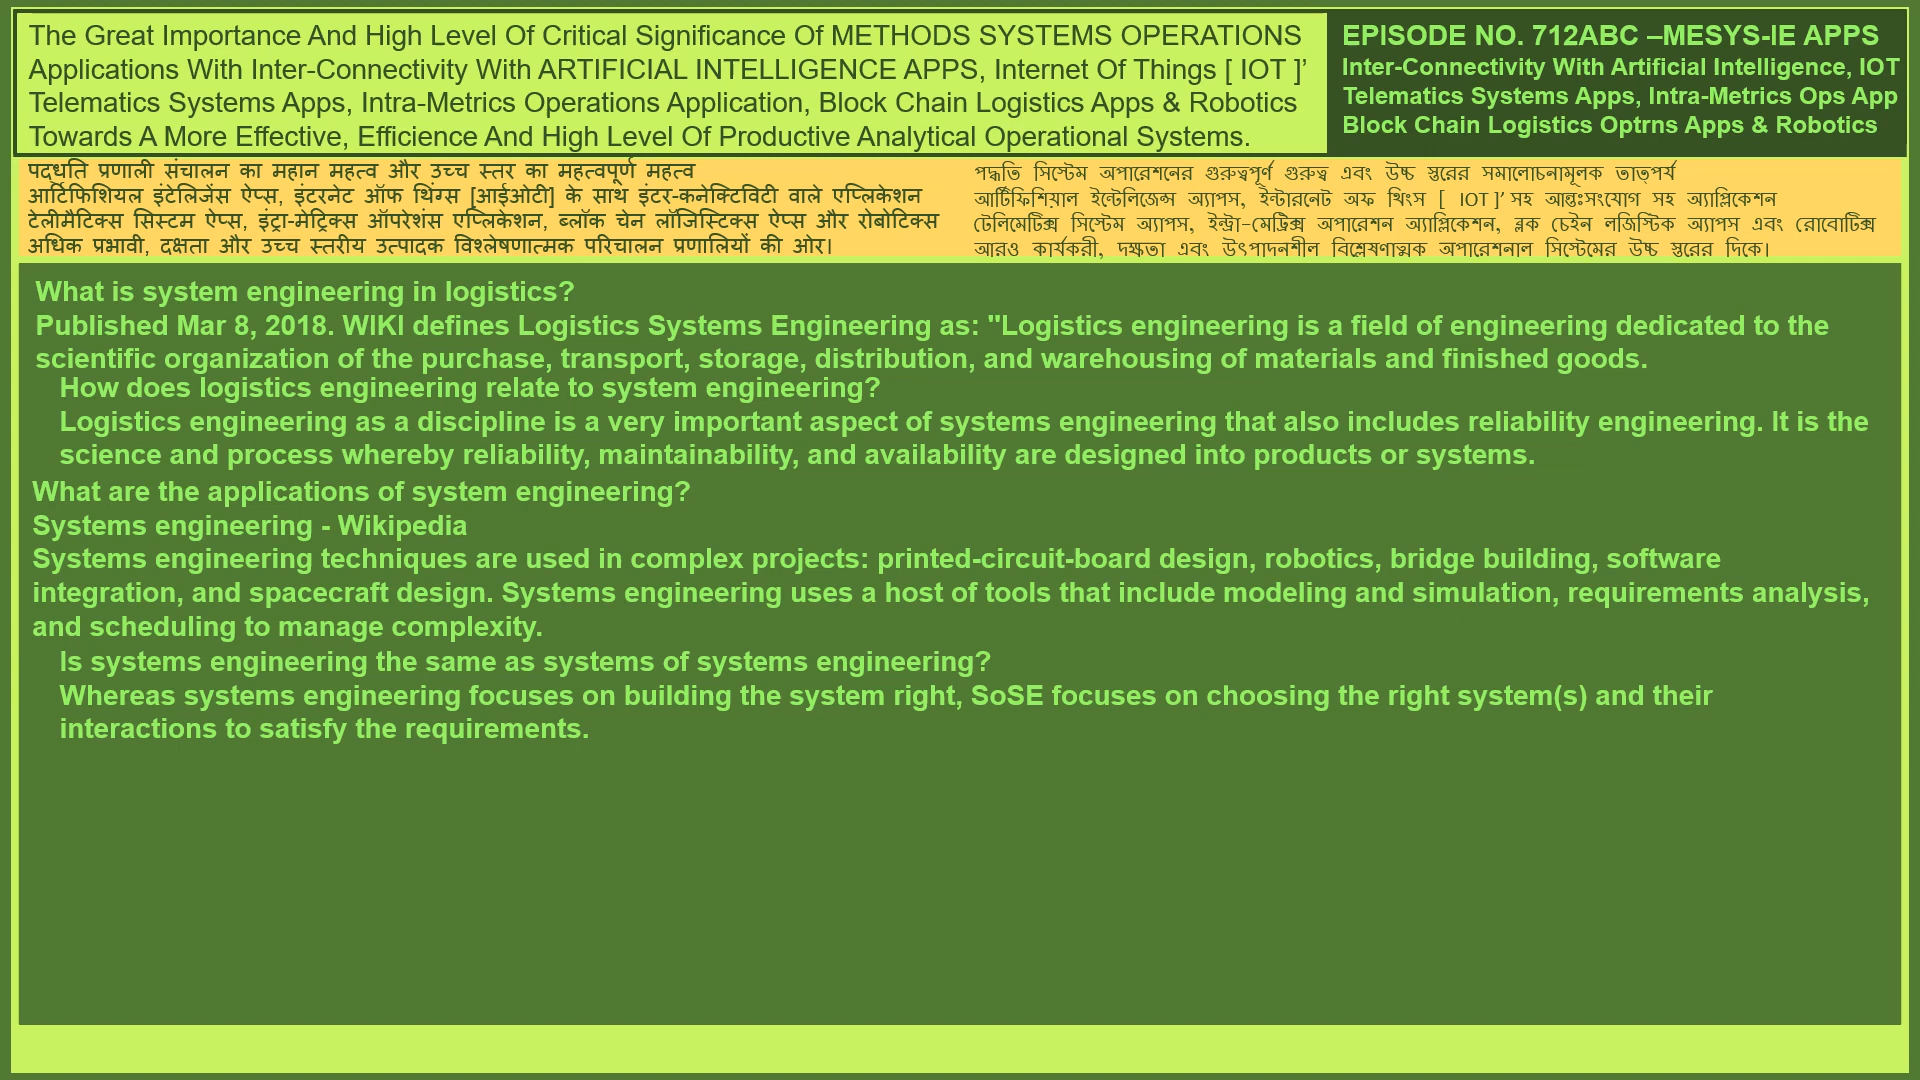 The Great Importance And High Level Of Critical Significance Of METHODS SYSTEMS OPERATIONS
Applications With Inter-Connectivity With ARTIFICIAL INTELLIGENCE APPS, Internet Of Things [ IOT ]’
Telematics Systems Apps, Intra-Metrics Operations Application, Block Chain Logistics Apps & Robotics
Towards A More Effective, Efficience And High Level Of Productive Analytical Operational Systems.
EPISODE NO. 712ABC –MESYS-IE APPS
Inter-Connectivity With Artificial Intelligence, IOT
Telematics Systems Apps, Intra-Metrics Ops App
Block Chain Logistics Optrns Apps & Robotics
पद्धति प्रणाली संचालन का महान महत्व और उच्च स्तर का महत्वपूर्ण महत्व
आर्टिफिशियल इंटेलिजेंस ऐप्स, इंटरनेट ऑफ थिंग्स [आईओटी] के साथ इंटर-कनेक्टिविटी वाले एप्लिकेशन
टेलीमैटिक्स सिस्टम ऐप्स, इंट्रा-मेट्रिक्स ऑपरेशंस एप्लिकेशन, ब्लॉक चेन लॉजिस्टिक्स ऐप्स और रोबोटिक्स
अधिक प्रभावी, दक्षता और उच्च स्तरीय उत्पादक विश्लेषणात्मक परिचालन प्रणालियों की ओर।
পদ্ধতি সিস্টেম অপারেশনের গুরুত্বপূর্ণ গুরুত্ব এবং উচ্চ স্তরের সমালোচনামূলক তাত্পর্য
আর্টিফিশিয়াল ইন্টেলিজেন্স অ্যাপস, ইন্টারনেট অফ থিংস [ IOT ]’ সহ আন্তঃসংযোগ সহ অ্যাপ্লিকেশন
টেলিমেটিক্স সিস্টেম অ্যাপস, ইন্ট্রা-মেট্রিক্স অপারেশন অ্যাপ্লিকেশন, ব্লক চেইন লজিস্টিক অ্যাপস এবং রোবোটিক্স
আরও কার্যকরী, দক্ষতা এবং উৎপাদনশীল বিশ্লেষণাত্মক অপারেশনাল সিস্টেমের উচ্চ স্তরের দিকে।
What is system engineering in logistics?
Published Mar 8, 2018. WIKI defines Logistics Systems Engineering as: "Logistics engineering is a field of engineering dedicated to the
scientific organization of the purchase, transport, storage, distribution, and warehousing of materials and finished goods.
How does logistics engineering relate to system engineering?
Logistics engineering as a discipline is a very important aspect of systems engineering that also includes reliability engineering. It is the
science and process whereby reliability, maintainability, and availability are designed into products or systems.
What are the applications of system engineering?
Systems engineering - Wikipedia
Systems engineering techniques are used in complex projects: printed-circuit-board design, robotics, bridge building, software
integration, and spacecraft design. Systems engineering uses a host of tools that include modeling and simulation, requirements analysis,
and scheduling to manage complexity.
Is systems engineering the same as systems of systems engineering?
Whereas systems engineering focuses on building the system right, SoSE focuses on choosing the right system(s) and their
interactions to satisfy the requirements.